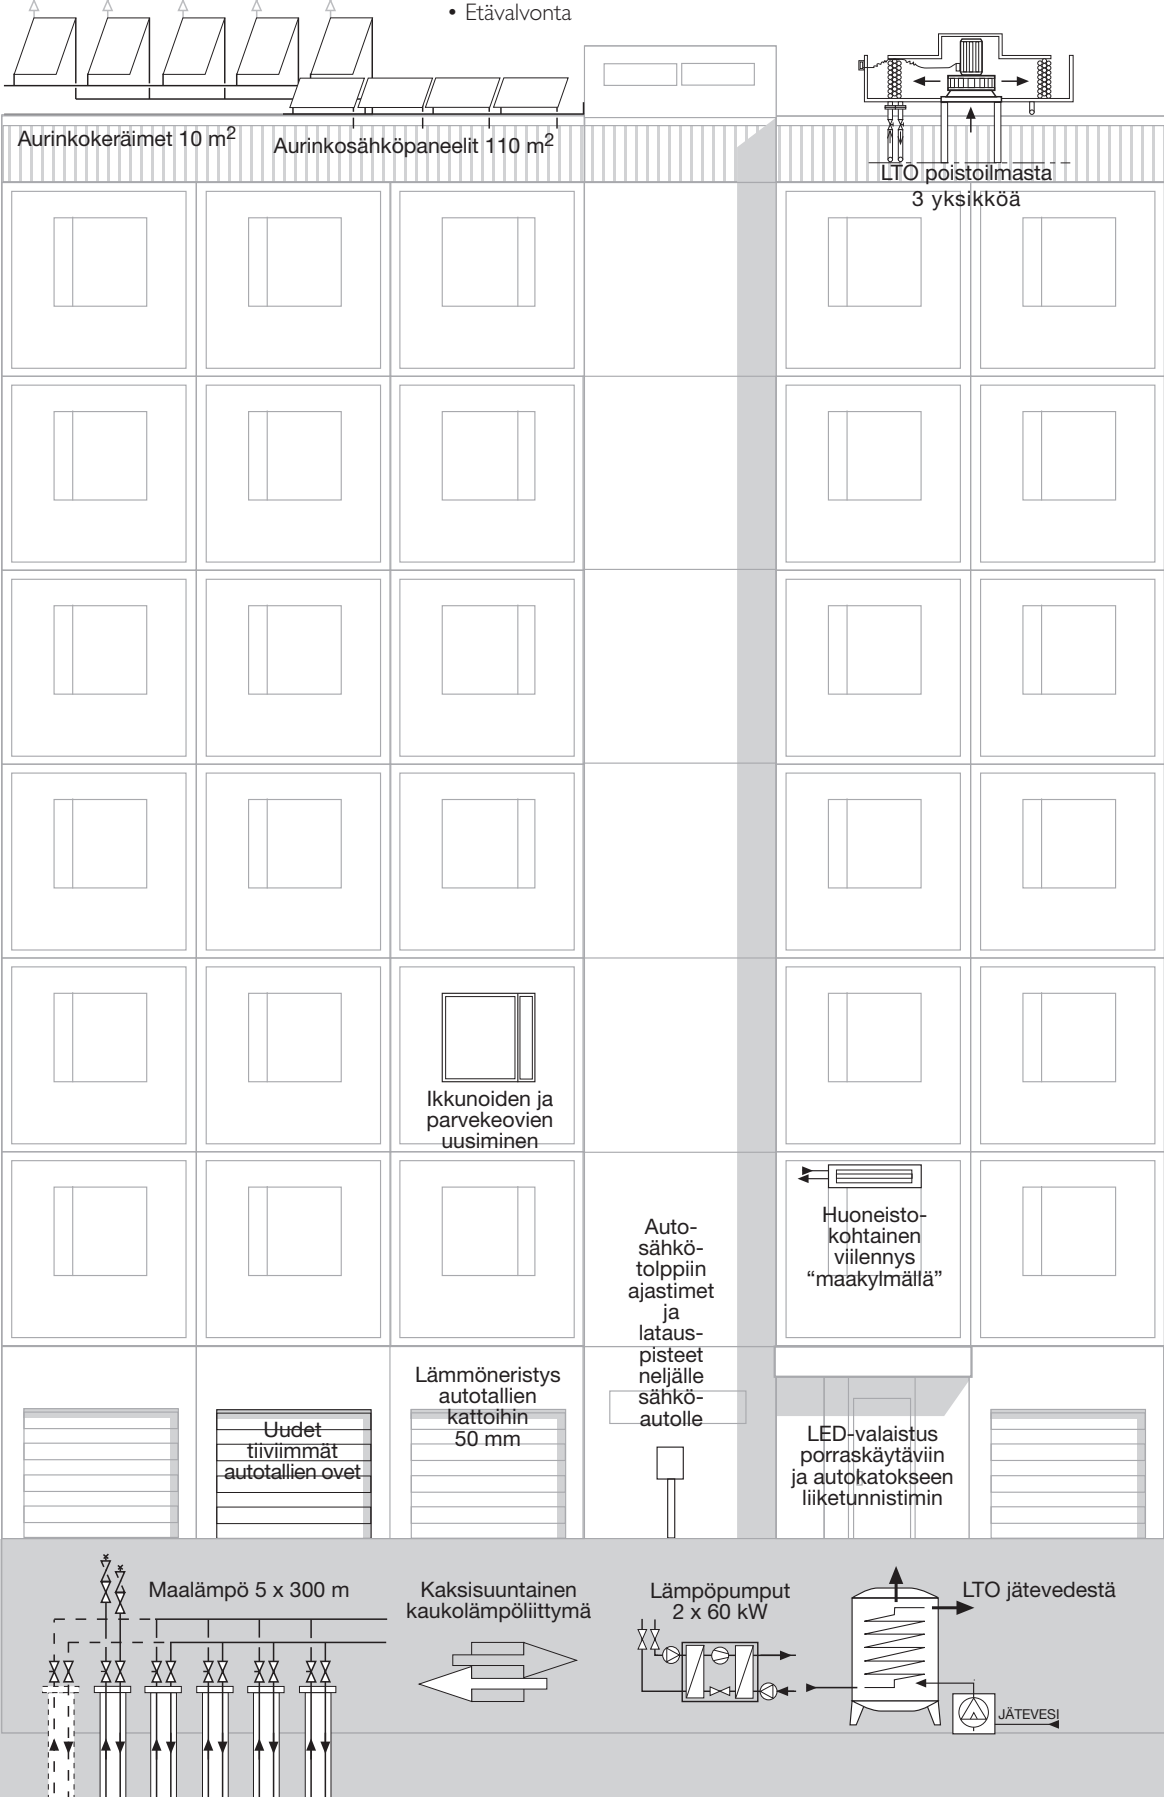 • Etävalvonta
Aurinkokeräimet 10 m²
Aurinkosähköpaneelit 110 m²
LTO poistoilmasta
3 yksikköä
Ikkunoiden ja
parvekeovien
uusiminen
Huoneisto-
kohtainen
viilennys
“maakylmällä”
Auto-
sähkö-
tolppiin
ajastimet
ja
lataus-
pisteet
neljälle
sähkö-
autolle
Lämmöneristys
autotallien
kattoihin
50 mm
Uudet
tiiviimmät
autotallien ovet
LED-valaistus
porraskäytäviin
ja autokatokseen
liiketunnistimin
Maalämpö 5 x 300 m
Kaksisuuntainen
kaukolämpöliittymä
Lämpöpumput
2 x 60 kW
LTO jätevedestä
JÄTEVESI